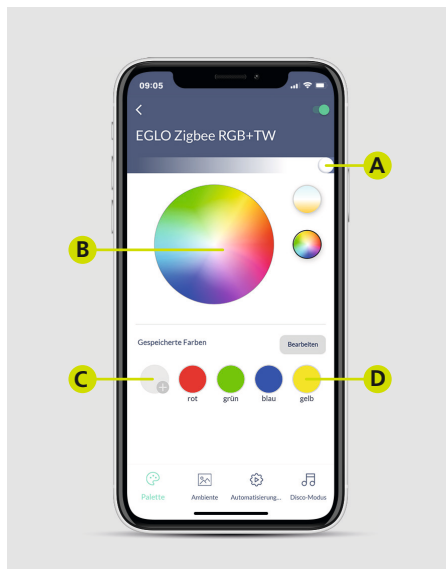 09:05
EGLO Zigbee RGB+TW
A
B
Gespeicherte Farben
Bearbeiten
C
D
rot grün blau gelb
Palette Ambiente Automatisierung... Disco-Modus